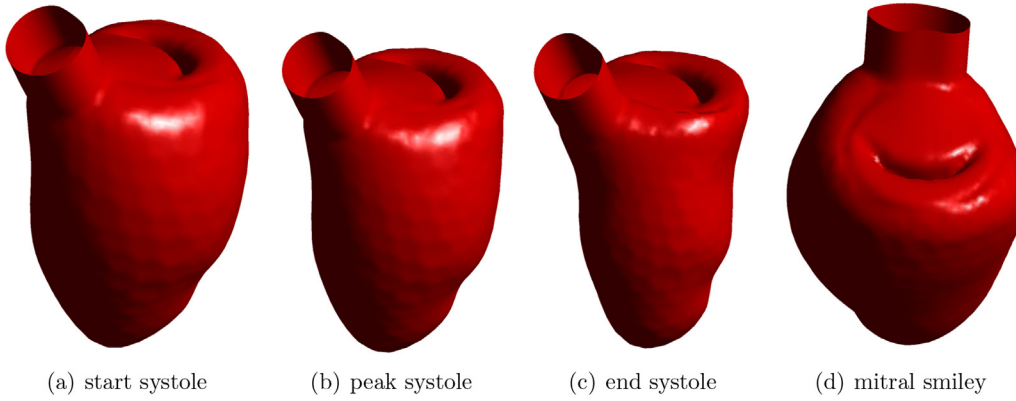 (a) start systole
(b) peak systole
(c) end systole
(d) mitral smiley